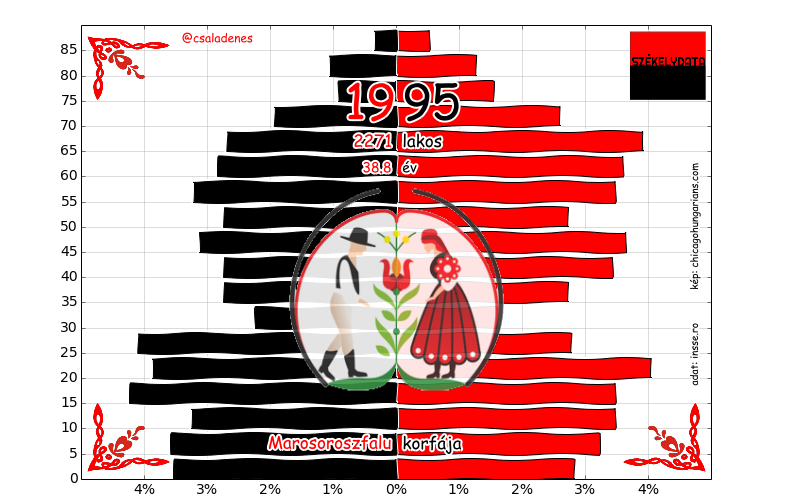 @csaladenes
SZÉKELYDATA
1995
2271 lakos
38.8 év
kép: chicagohungarians.com
adat: insse.ro
Marosoroszfalu korfája
85
80
75
70
65
60
55
50
45
40
35
30
25
20
15
10
5
0
4% 3% 2% 1% 0% 1% 2% 3% 4%